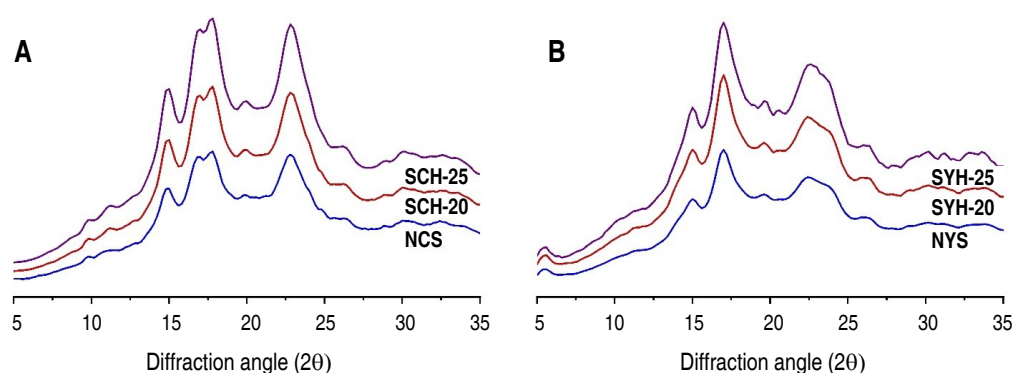 A
SCH-25
SCH-20
NCS
5 10 15 20 25 30 35
Diffraction angle (2θ)
B
SYH-25
SYH-20
NYS
5 10 15 20 25 30 35
Diffraction angle (2θ)